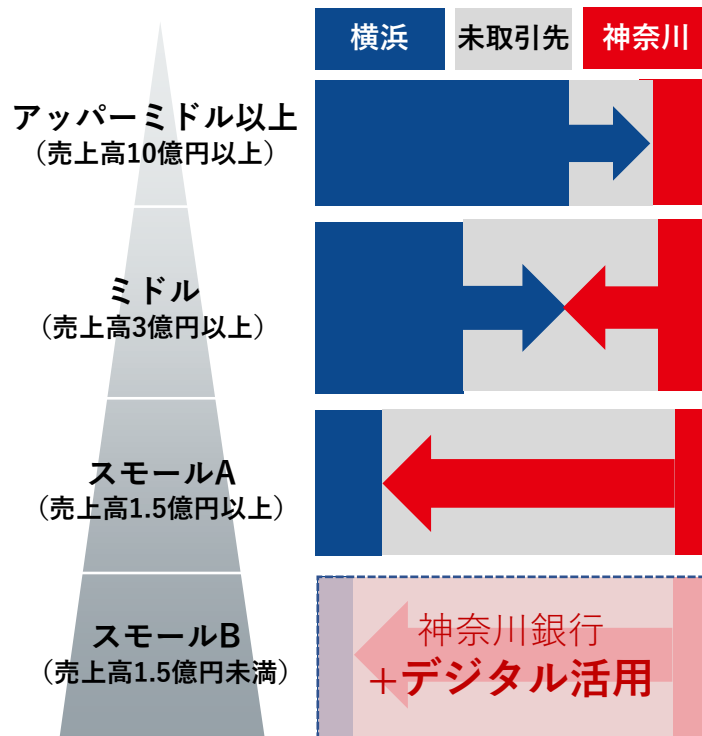 横浜 未取引先 神奈川
アッパーミドル以上
（売上高10億円以上）
ミドル
（売上高3億円以上）
スモールA
（売上高1.5億円以上）
スモールB
（売上高1.5億円未満）
神奈川銀行
+デジタル活用